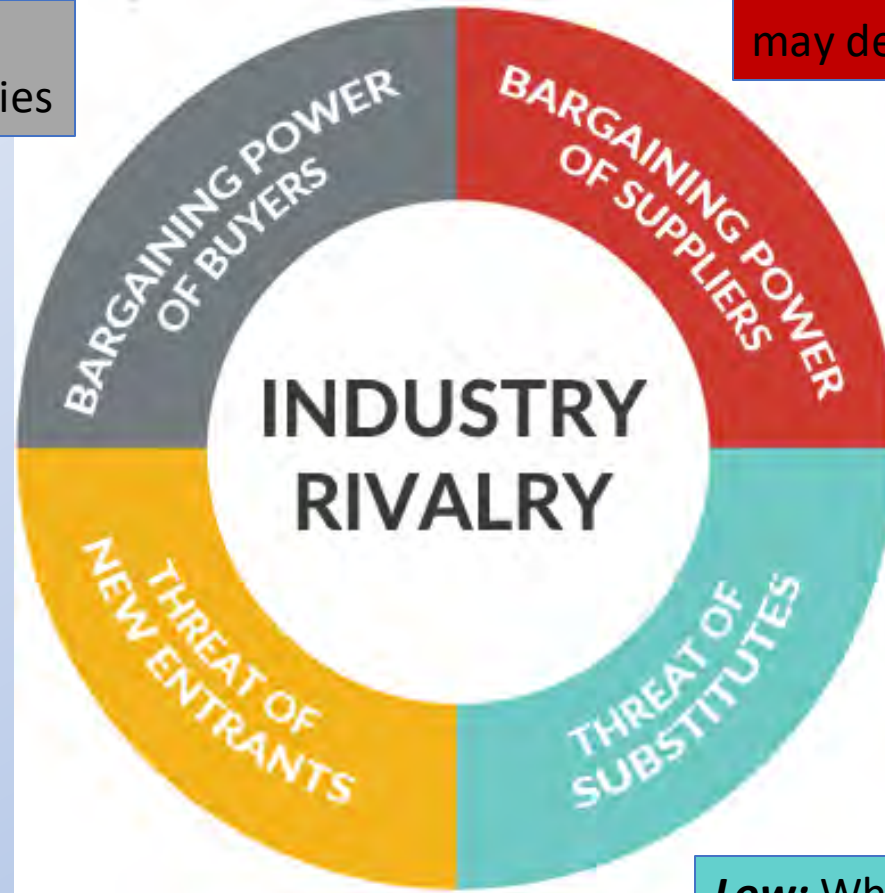 ies
may de
BARGAINING POWER
OF BUYERS
BARGAINING POWER
OF SUPPLIERS
INDUSTRY
RIVALRY
THREAT OF
NEW ENTRANTS
THREAT OF
SUBSTITUTES
Low: Wh